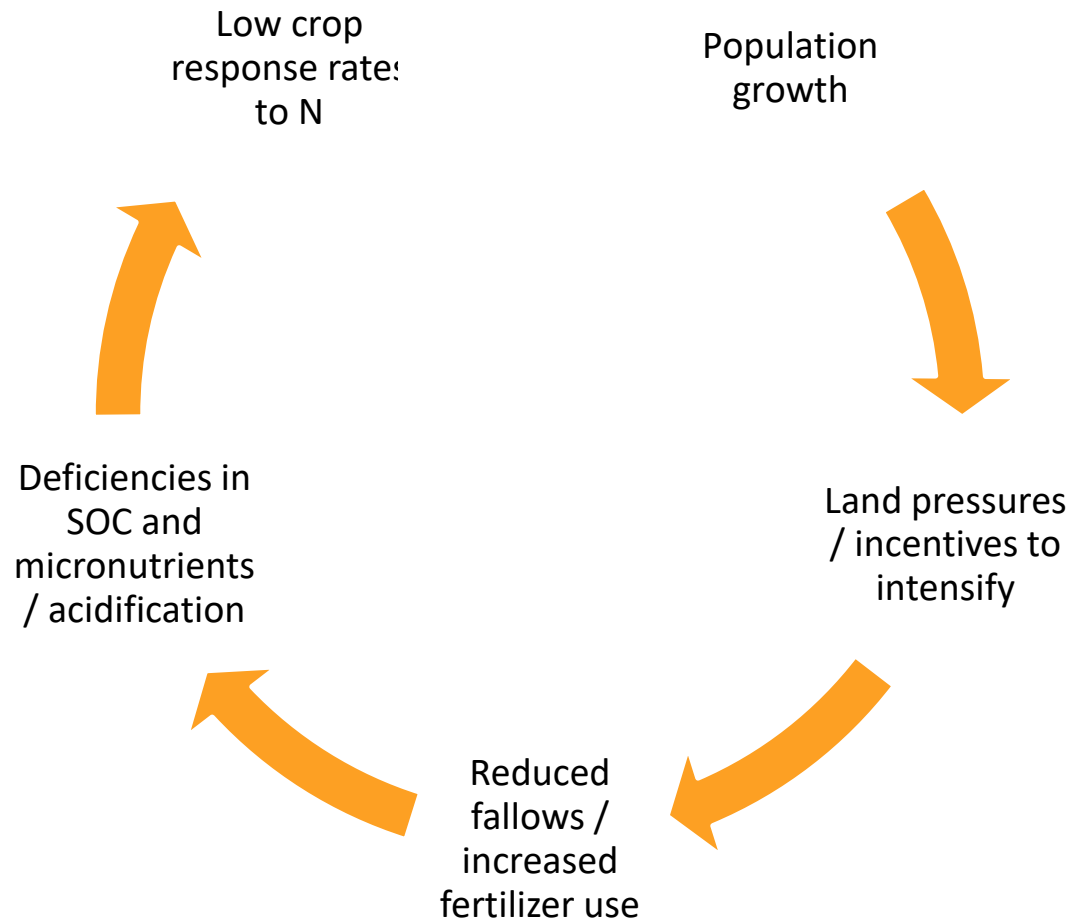 Population
growth
Land pressures
/ incentives to
intensify
Reduced
fallows /
increased
fertilizer use
Deficiencies in
SOC and
micronutrients
/ acidification
Low crop
response rates
to N